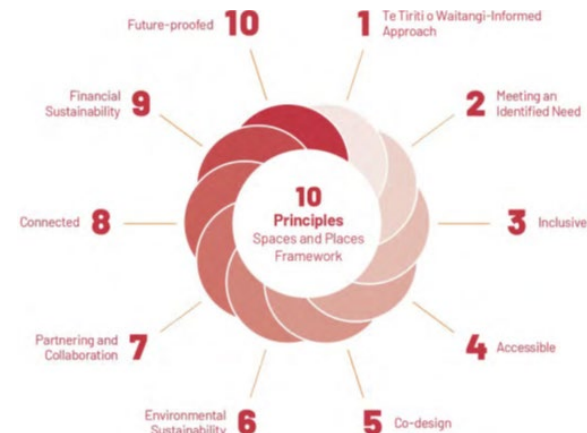 10
Principles
Spaces and Places
Framework
1 Te Tiriti o Waitangi-Informed
Approach
2 Meeting an
Identified Need
3 Inclusive
4 Accessible
5 Co-design
Environmental
Sustainability 6
Partnering and
Collaboration 7
Connected 8
Financial
Sustainability 9
Future-proofed 10